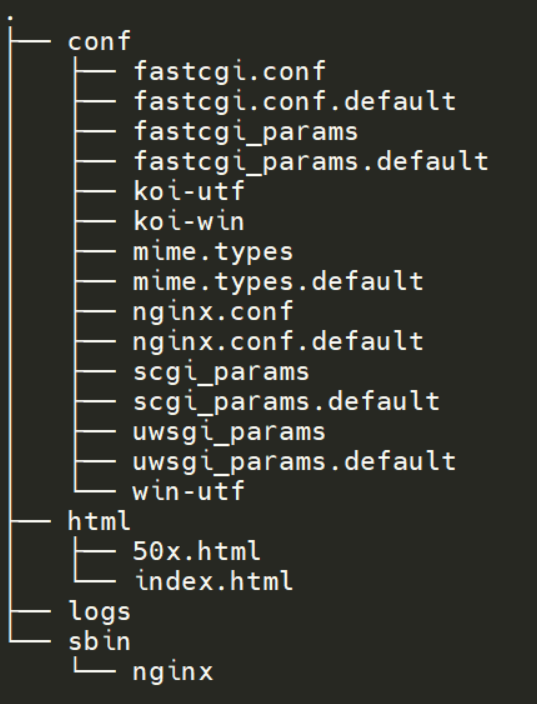 .
├── conf
│   ├── fastcgi.conf
│   ├── fastcgi.conf.default
│   ├── fastcgi_params
│   ├── fastcgi_params.default
│   ├── koi-utf
│   ├── koi-win
│   ├── mime.types
│   ├── mime.types.default
│   ├── nginx.conf
│   ├── nginx.conf.default
│   ├── scgi_params
│   ├── scgi_params.default
│   ├── uwsgi_params
│   ├── uwsgi_params.default
│   └── win-utf
├── html
│   ├── 50x.html
│   └── index.html
├── logs
└── sbin
    └── nginx